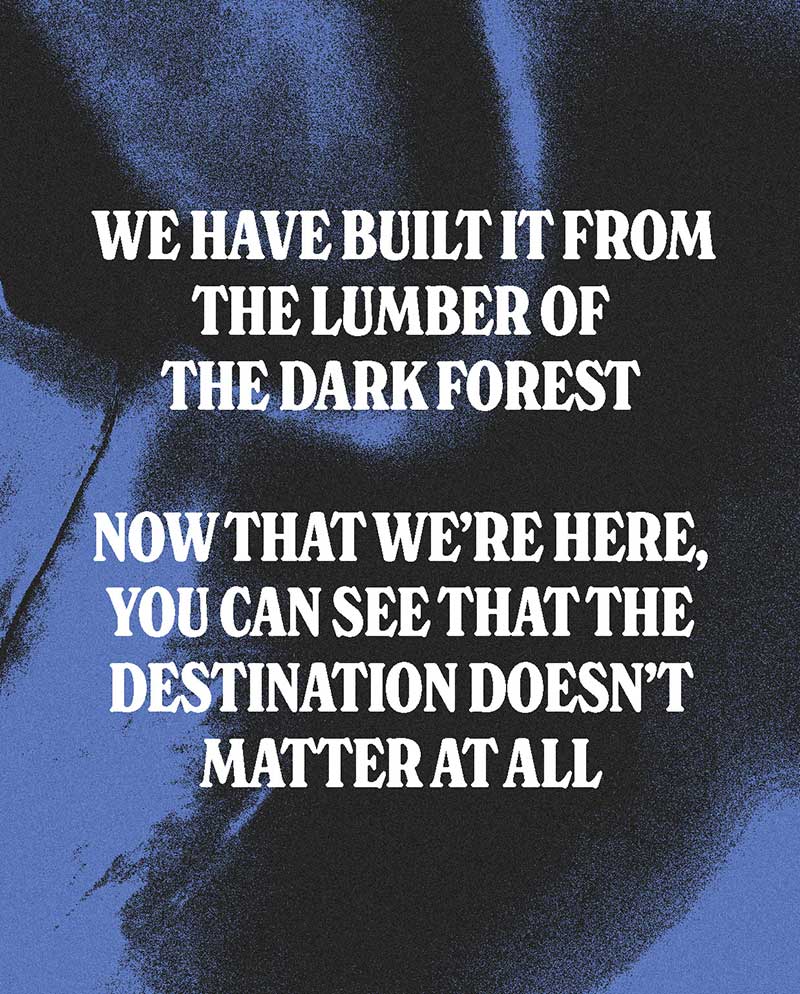 WE HAVE BUILT IT FROM
THE LUMBER OF
THE DARK FOREST
NOW THAT WE’RE HERE,
YOU CAN SEE THAT THE
DESTINATION DOESN’T
MATTER AT ALL